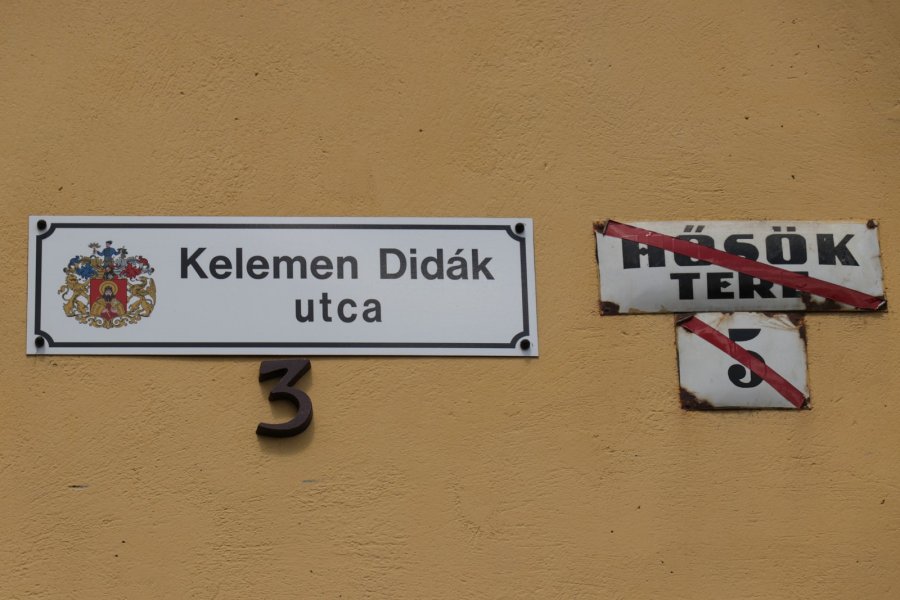 Kelemen Didák
utca
3
HŐSÖK
TERE
5